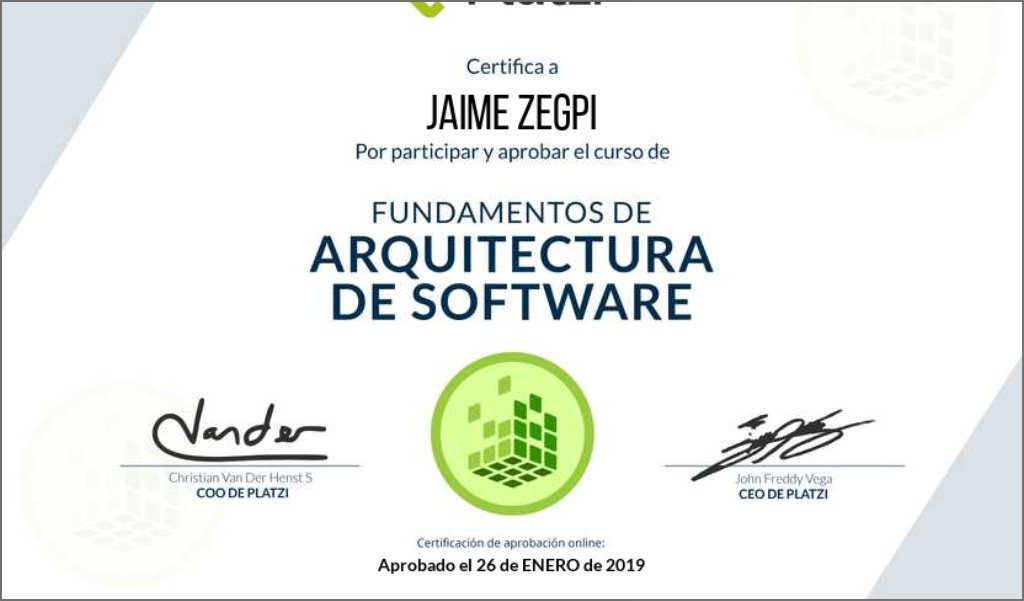 Platzi
Certifica a
JAIME ZEGPI
Por participar y aprobar el curso de
FUNDAMENTOS DE
ARQUITECTURA
DE SOFTWARE
Vander
Christian Van Der Henst S
COO DE PLATZI
John Freddy Vega
CEO DE PLATZI
Certificación de aprobación online:
Aprobado el 26 de ENERO de 2019